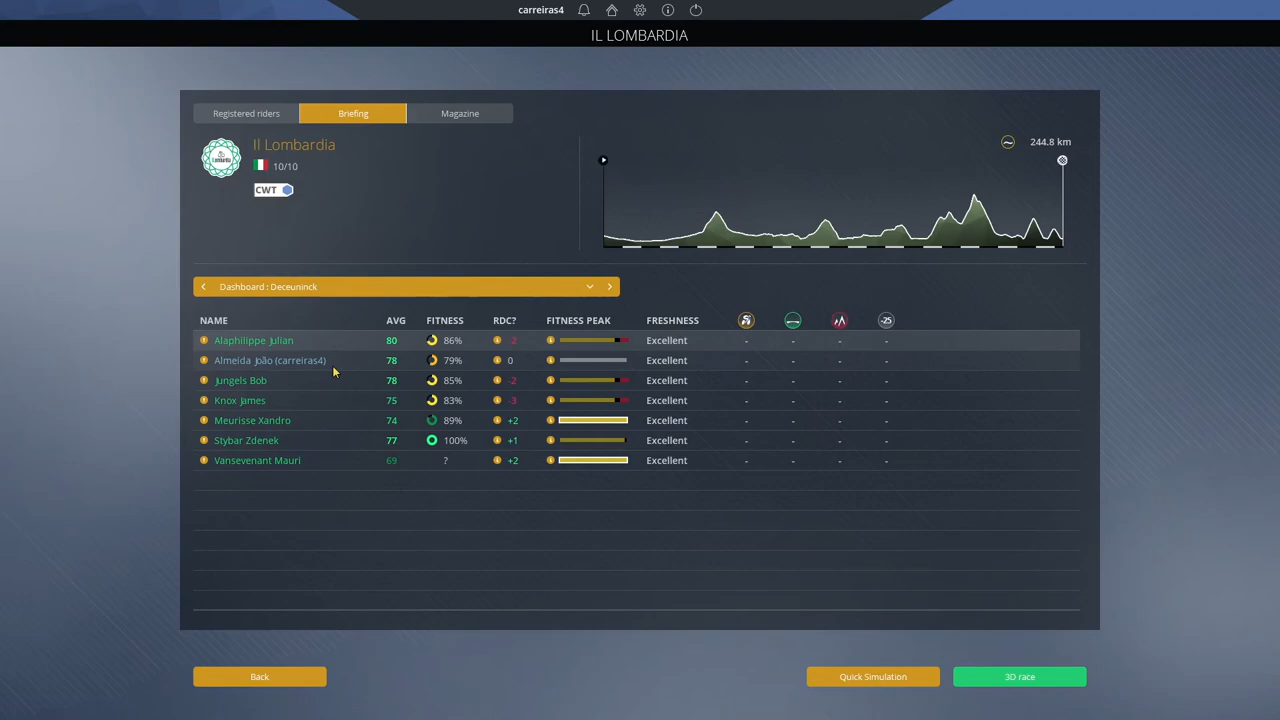 carreiras4
IL LOMBARDIA
Registered riders Briefing Magazine
Il Lombardia
10/10
CWT
244.8 km
Dashboard : Deceuninck
NAME AVG FITNESS RDC? FITNESS PEAK FRESHNESS -25
Alaphilippe Julian 80 86% -2 Excellent - - - -
Almeida João (carreiras4) 78 79% 0 Excellent - - - -
Jungels Bob 78 85% -2 Excellent - - - -
Knox James 75 83% -3 Excellent - - - -
Meurisse Xandro 74 89% +2 Excellent - - - -
Stybar Zdenek 77 100% +1 Excellent - - - -
Vansevenant Mauri 69 ? +2 Excellent - - - -
Back Quick Simulation 3D race